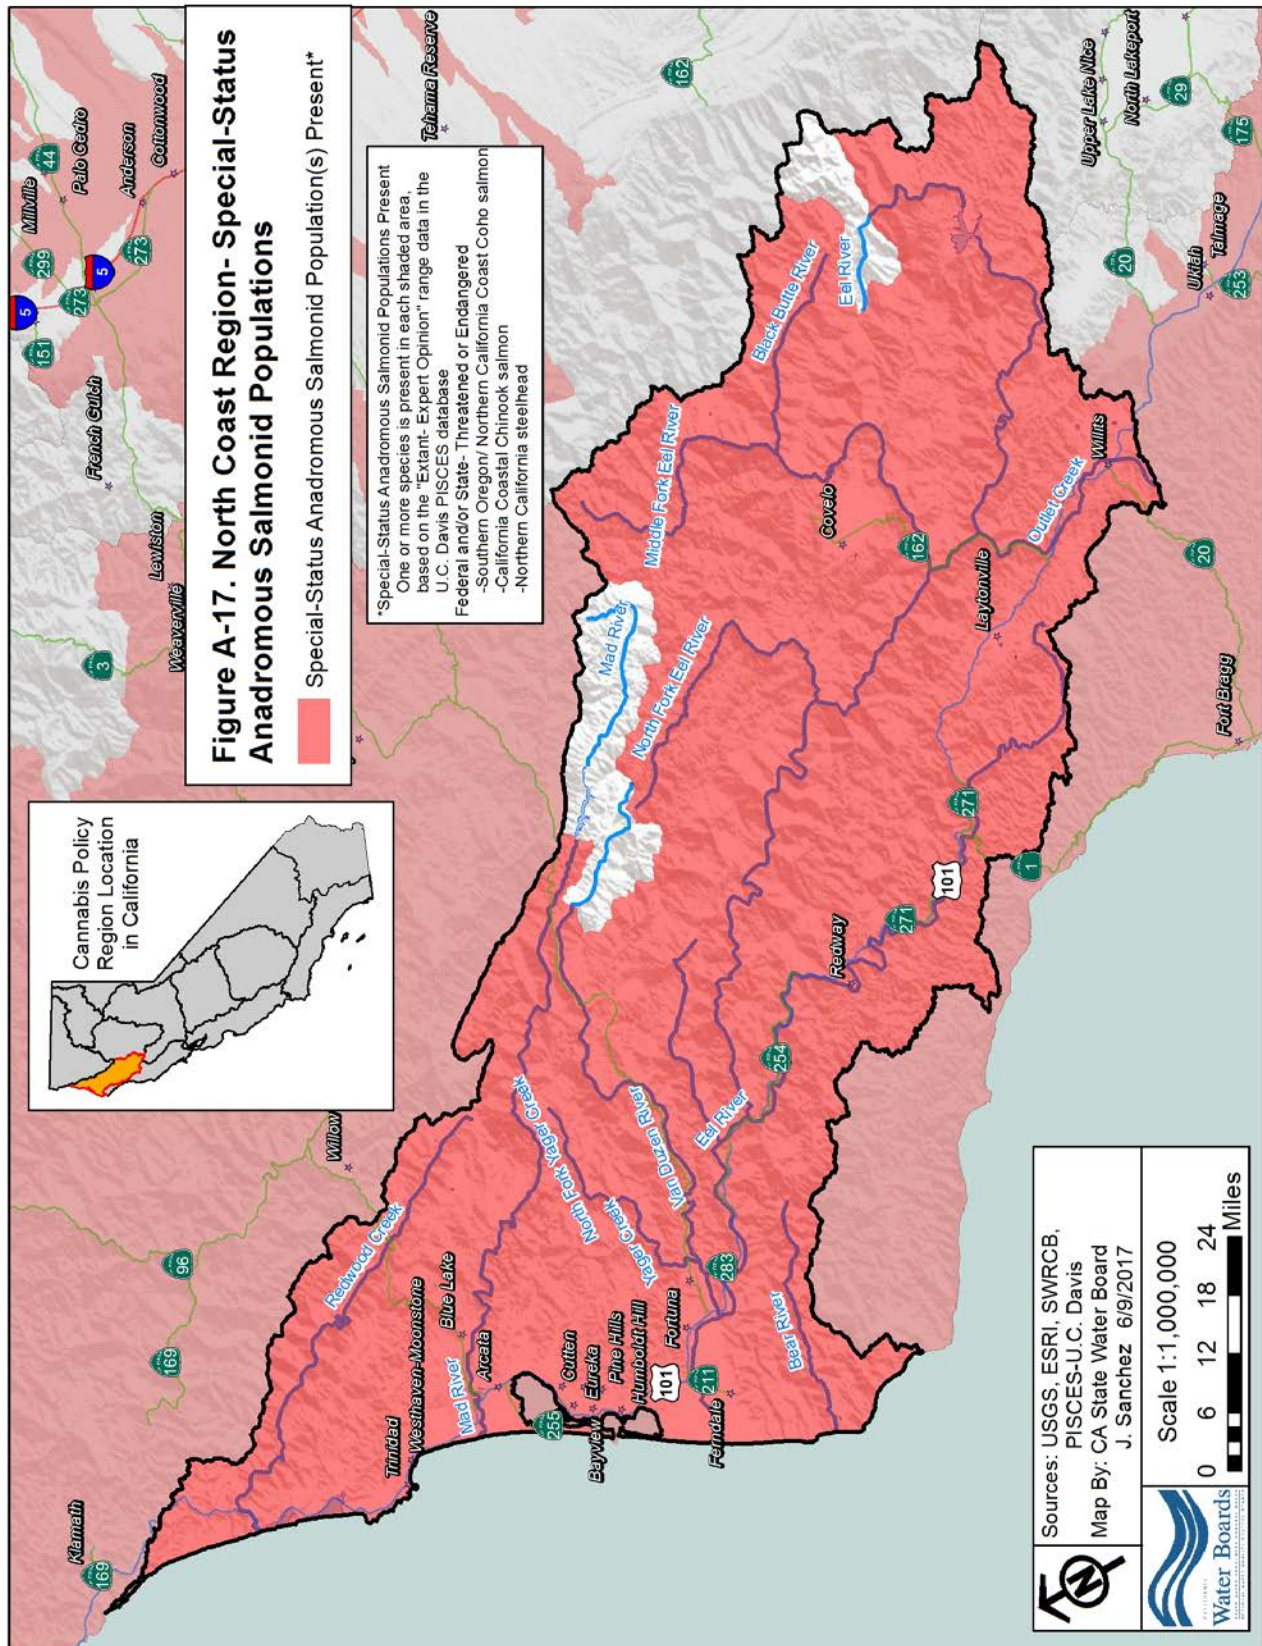 Figure A-17. North Coast Region- Special-Status
Anadromous Salmonid Populations
Special-Status Anadromous Salmonid Population(s) Present*
*Special-Status Anadromous Salmonid Populations Present
One or more species is present in each shaded area,
based on the "Extant- Expert Opinion" range data in the
U.C. Davis PISCES database
Federal and/or State- Threatened or Endangered
-Southern Oregon/ Northern California Coast Coho salmon
-California Coastal Chinook salmon
-Northern California steelhead
Cannabis Policy
Region Location
in California
Klamath
169
169
96
Willow
Redwood Creek
Trinidad
Westhaven-Moonstone
Blue Lake
Mad River
Arcata
255
Cutten
Eureka
Bayview
Pine Hills
Humboldt Hill
101
Fortuna
211
Ferndale
283
Bear River
North Fork Yager Creek
Yager Creek
Van Duzen River
Eel River
254
Redway
271
101
271
1
Mad River
North Fork Eel River
Middle Fork Eel River
Black Butte River
Eel River
Covelo
162
Laytonville
Outlet Creek
Willits
Fort Bragg
20
20
Ukiah
Talmage
253
175
29
Upper Lake Nice
North Lakeport
162
Tehama Reserve
3
Weaverville
Lewiston
French Gulch
151
5
273
299
Millville
44
Palo Cedro
5
273
Anderson
Cottonwood
N
Sources: USGS, ESRI, SWRCB,
PISCES-U.C. Davis
Map By: CA State Water Board
J. Sanchez 6/9/2017
CALIFORNIA
Water Boards
Scale 1:1,000,000
0 6 12 18 24
Miles